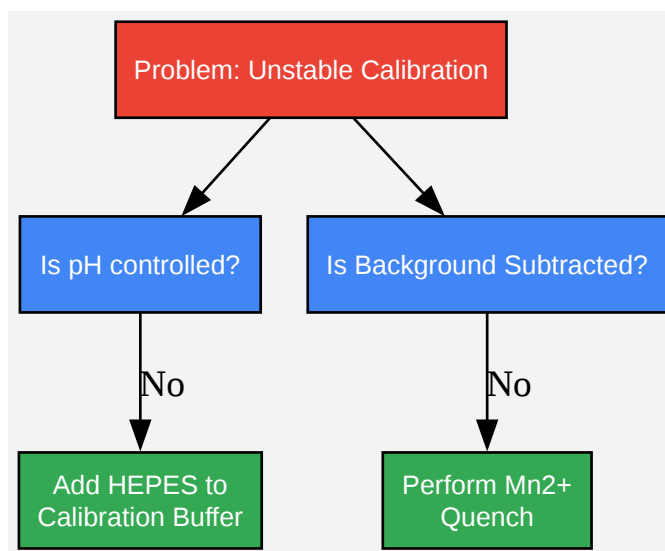 Problem: Unstable Calibration
Is pH controlled?
Is Background Subtracted?
No
No
Add HEPES to
Calibration Buffer
Perform Mn2+
Quench